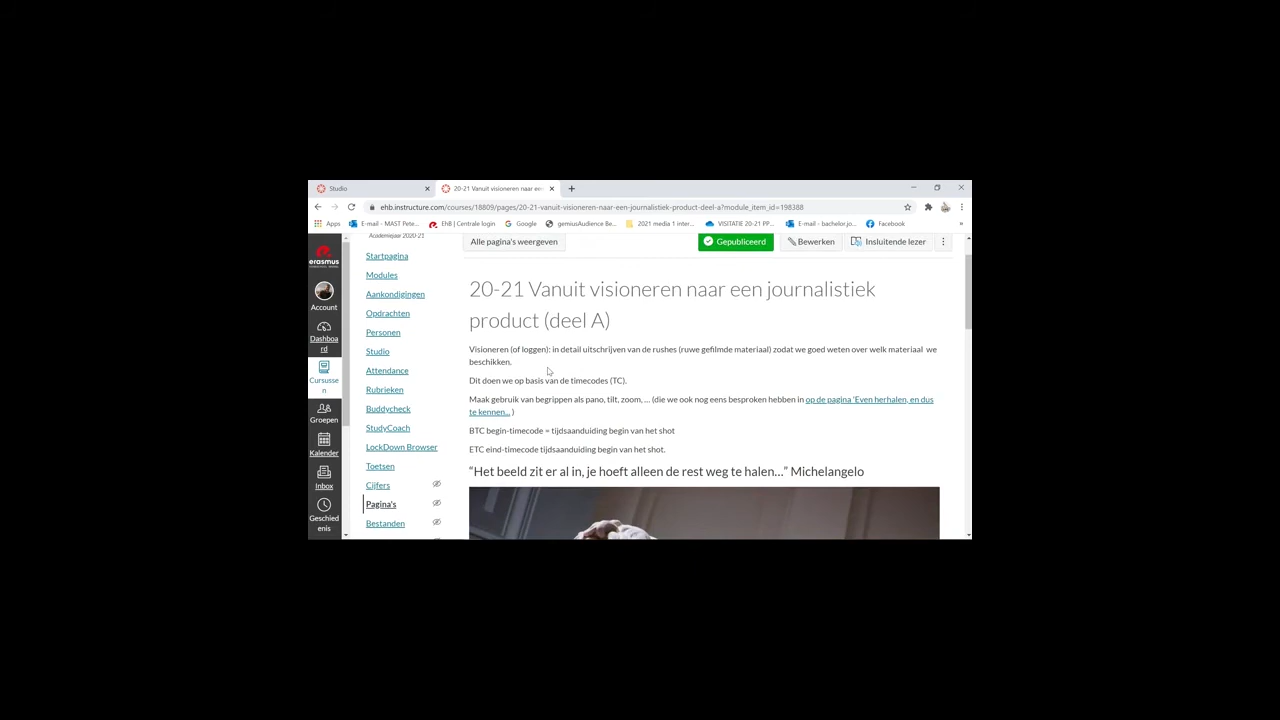 Studio
20-21 Vanuit visioneren naar ee
ehb.instructure.com/courses/18809/pages/20-21-vanuit-visioneren-naar-een-journalistiek-product-deel-a?module_item_id=198388
Apps E-mail - MAST Pete... EhB | Centrale login Google gemiusAudience Be... 2021 media 1 inter... VISITATIE 20-21 PP... E-mail - bachelor.jo... Facebook »
erasmus
Account
Dashboa
rd
Cursusse
n
Groepen
Kalender
Inbox
Geschied
enis
Academiejaar 2020-21
Startpagina
Modules
Aankondigingen
Opdrachten
Personen
Studio
Attendance
Rubrieken
Buddycheck
StudyCoach
LockDown Browser
Toetsen
Cijfers
Pagina's
Bestanden
Alle pagina's weergeven Gepubliceerd Bewerken Insluitende lezer
20-21 Vanuit visioneren naar een journalistiek
product (deel A)
Visioneren (of loggen): in detail uitschrijven van de rushes (ruwe gefilmde materiaal) zodat we goed weten over welk materiaal we
beschikken.
Dit doen we op basis van de timecodes (TC).
Maak gebruik van begrippen als pano, tilt, zoom, ... (die we ook nog eens besproken hebben in op de pagina 'Even herhalen, en dus
te kennen... )
BTC begin-timecode = tijdsaanduiding begin van het shot
ETC eind-timecode tijdsaanduiding begin van het shot.
"Het beeld zit er al in, je hoeft alleen de rest weg te halen…" Michelangelo